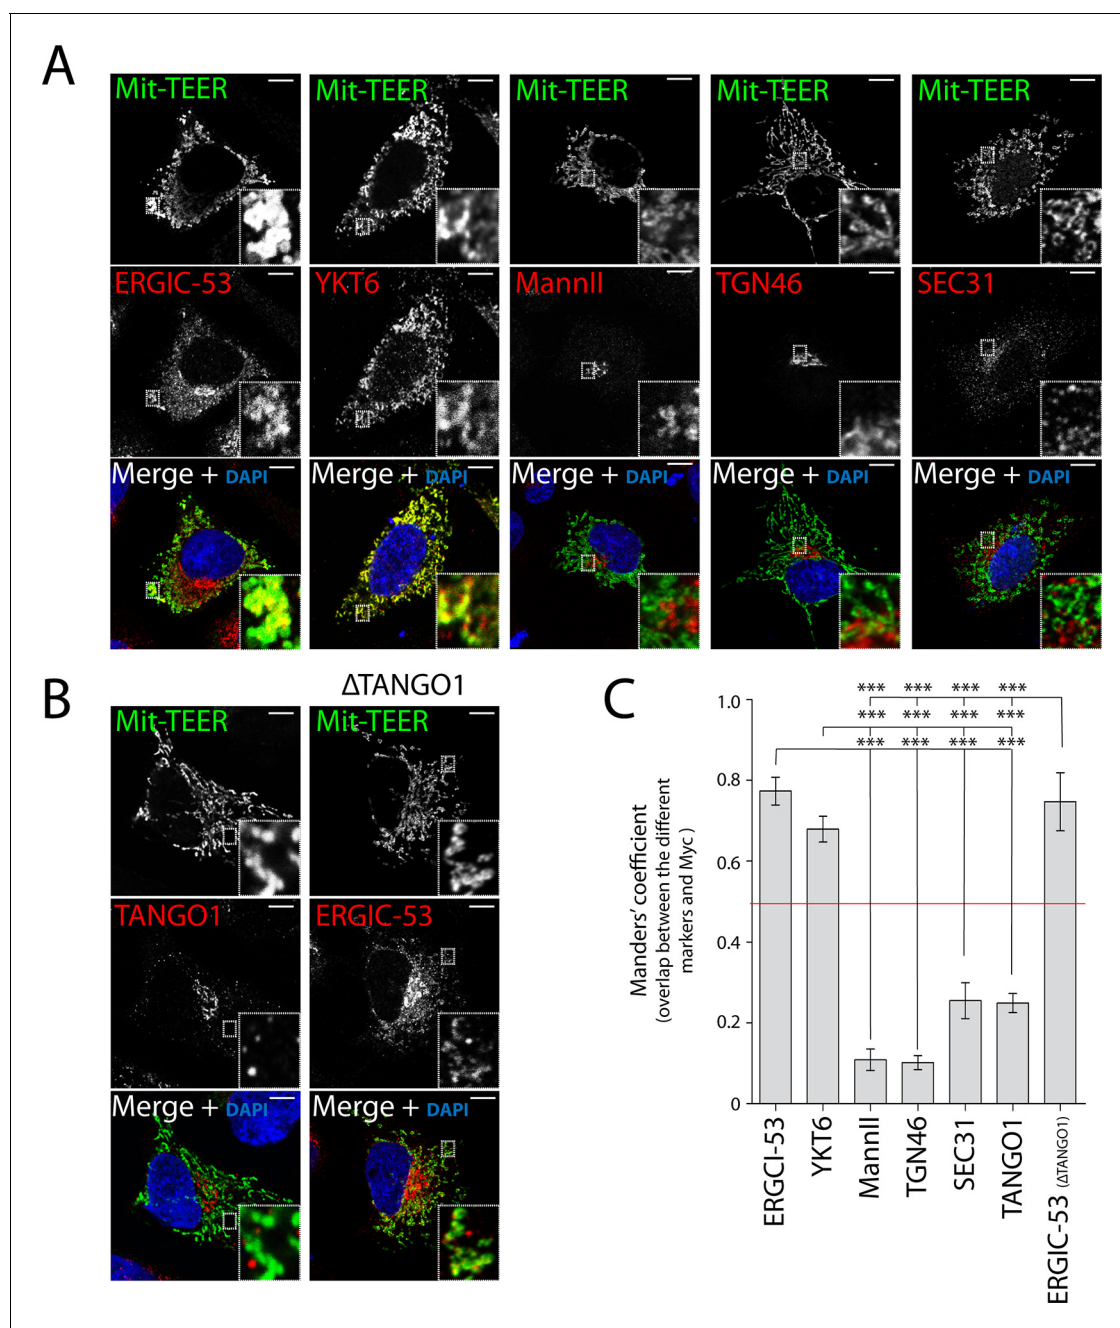 A
Mit-TEER Mit-TEER Mit-TEER Mit-TEER Mit-TEER
ERGIC-53 YKT6 MannII TGN46 SEC31
Merge + DAPI Merge + DAPI Merge + DAPI Merge + DAPI Merge + DAPI
B
ΔTANGO1
Mit-TEER Mit-TEER
TANGO1 ERGIC-53
Merge + DAPI Merge + DAPI
C
*** *** *** ***
*** *** *** ***
*** *** *** ***
1.0
0.8
0.6
0.4
0.2
0
Manders' coefficient
(overlap between the different
markers and Myc )
ERGCI-53
YKT6
MannII
TGN46
SEC31
TANGO1
ERGIC-53 (ΔTANGO1)